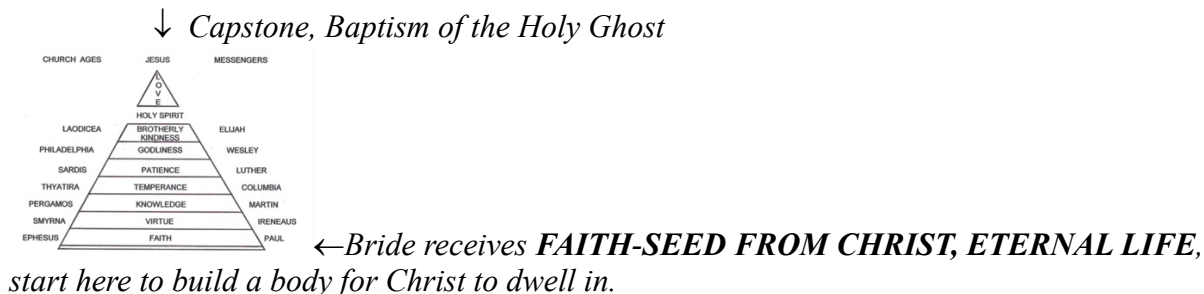 ↓ Capstone, Baptism of the Holy Ghost
CHURCH AGES JESUS MESSENGERS
L
O
V
E
HOLY SPIRIT
LAODICEA BROTHERLY KINDNESS ELIJAH
PHILADELPHIA GODLINESS WESLEY
SARDIS PATIENCE LUTHER
THYATIRA TEMPERANCE COLUMBIA
PERGAMOS KNOWLEDGE MARTIN
SMYRNA VIRTUE IRENEAUS
EPHESUS FAITH PAUL
←Bride receives FAITH-SEED FROM CHRIST, ETERNAL LIFE,
start here to build a body for Christ to dwell in.